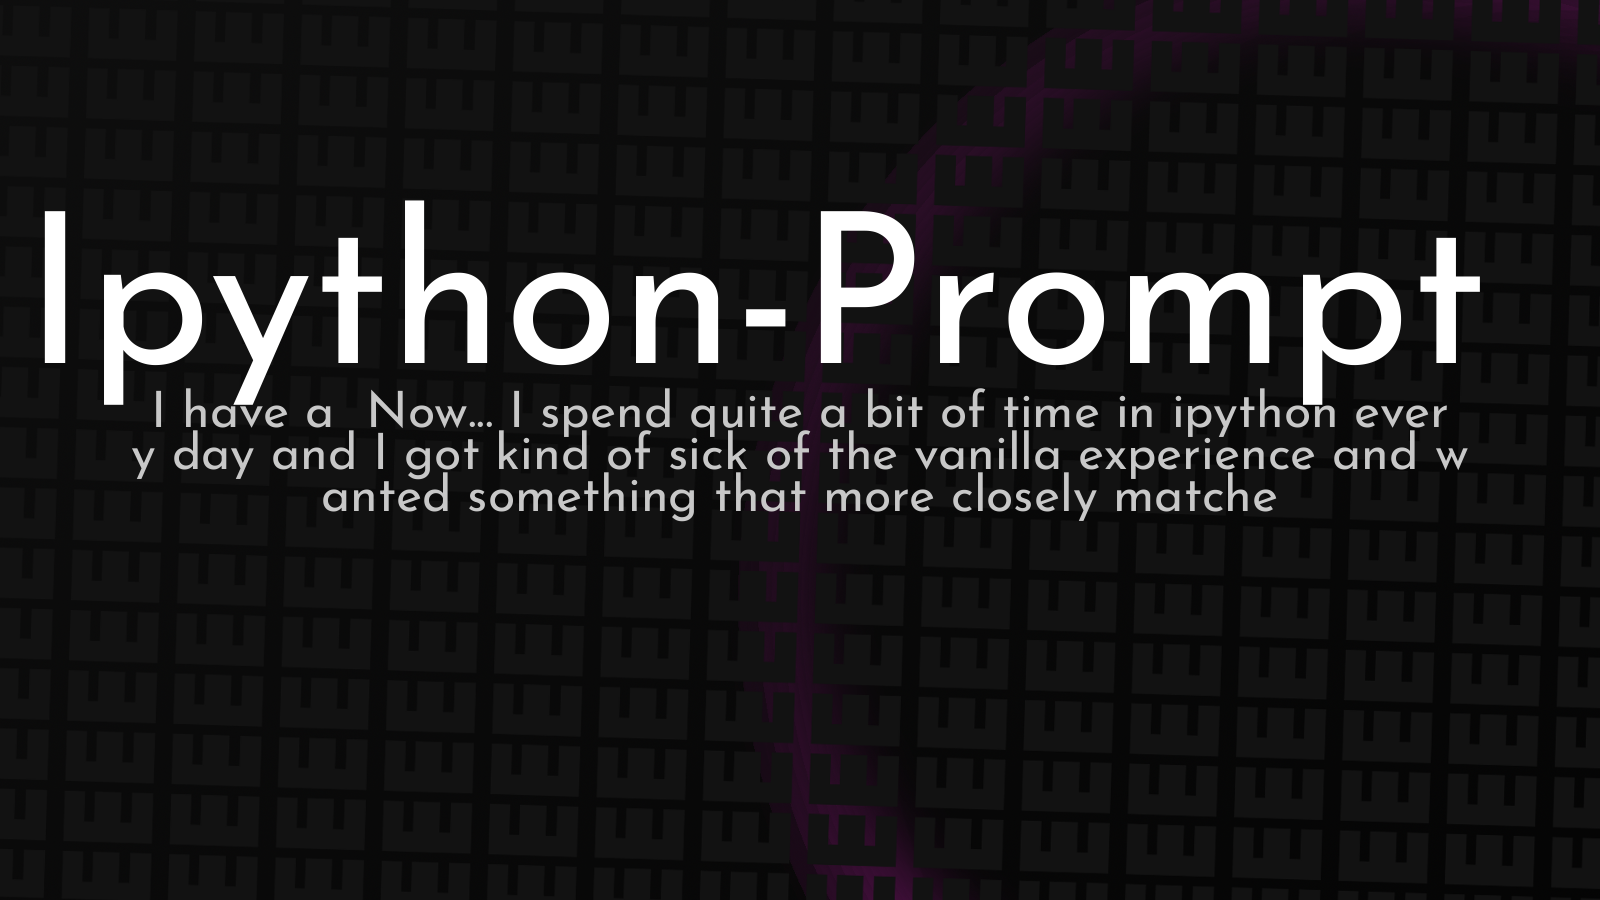 Ipython-Prompt
I have a  Now... I spend quite a bit of time in ipython ever
y day and I got kind of sick of the vanilla experience and w
anted something that more closely matche